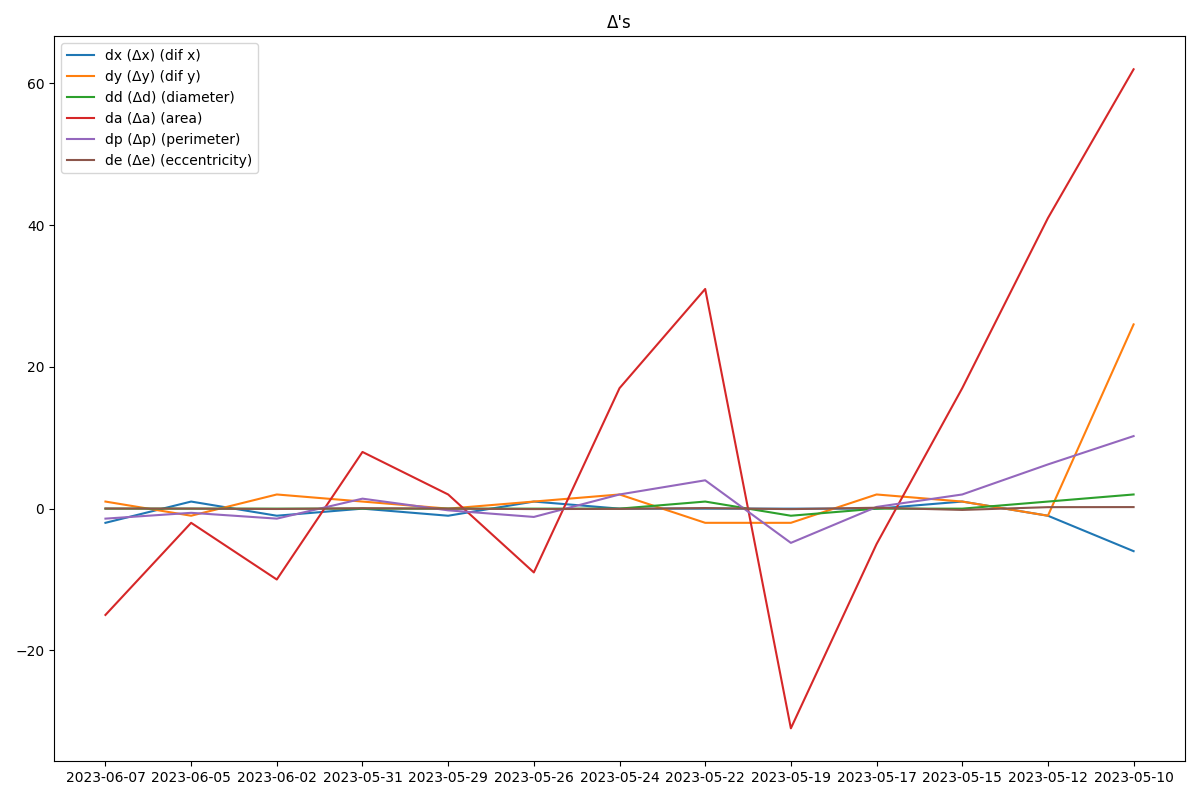 Δ's
dx (Δx) (dif x)
dy (Δy) (dif y)
dd (Δd) (diameter)
da (Δa) (area)
dp (Δp) (perimeter)
de (Δe) (eccentricity)
60
40
20
0
−20
2023-06-07 2023-06-05 2023-06-02 2023-05-31 2023-05-29 2023-05-26 2023-05-24 2023-05-22 2023-05-19 2023-05-17 2023-05-15 2023-05-12 2023-05-10